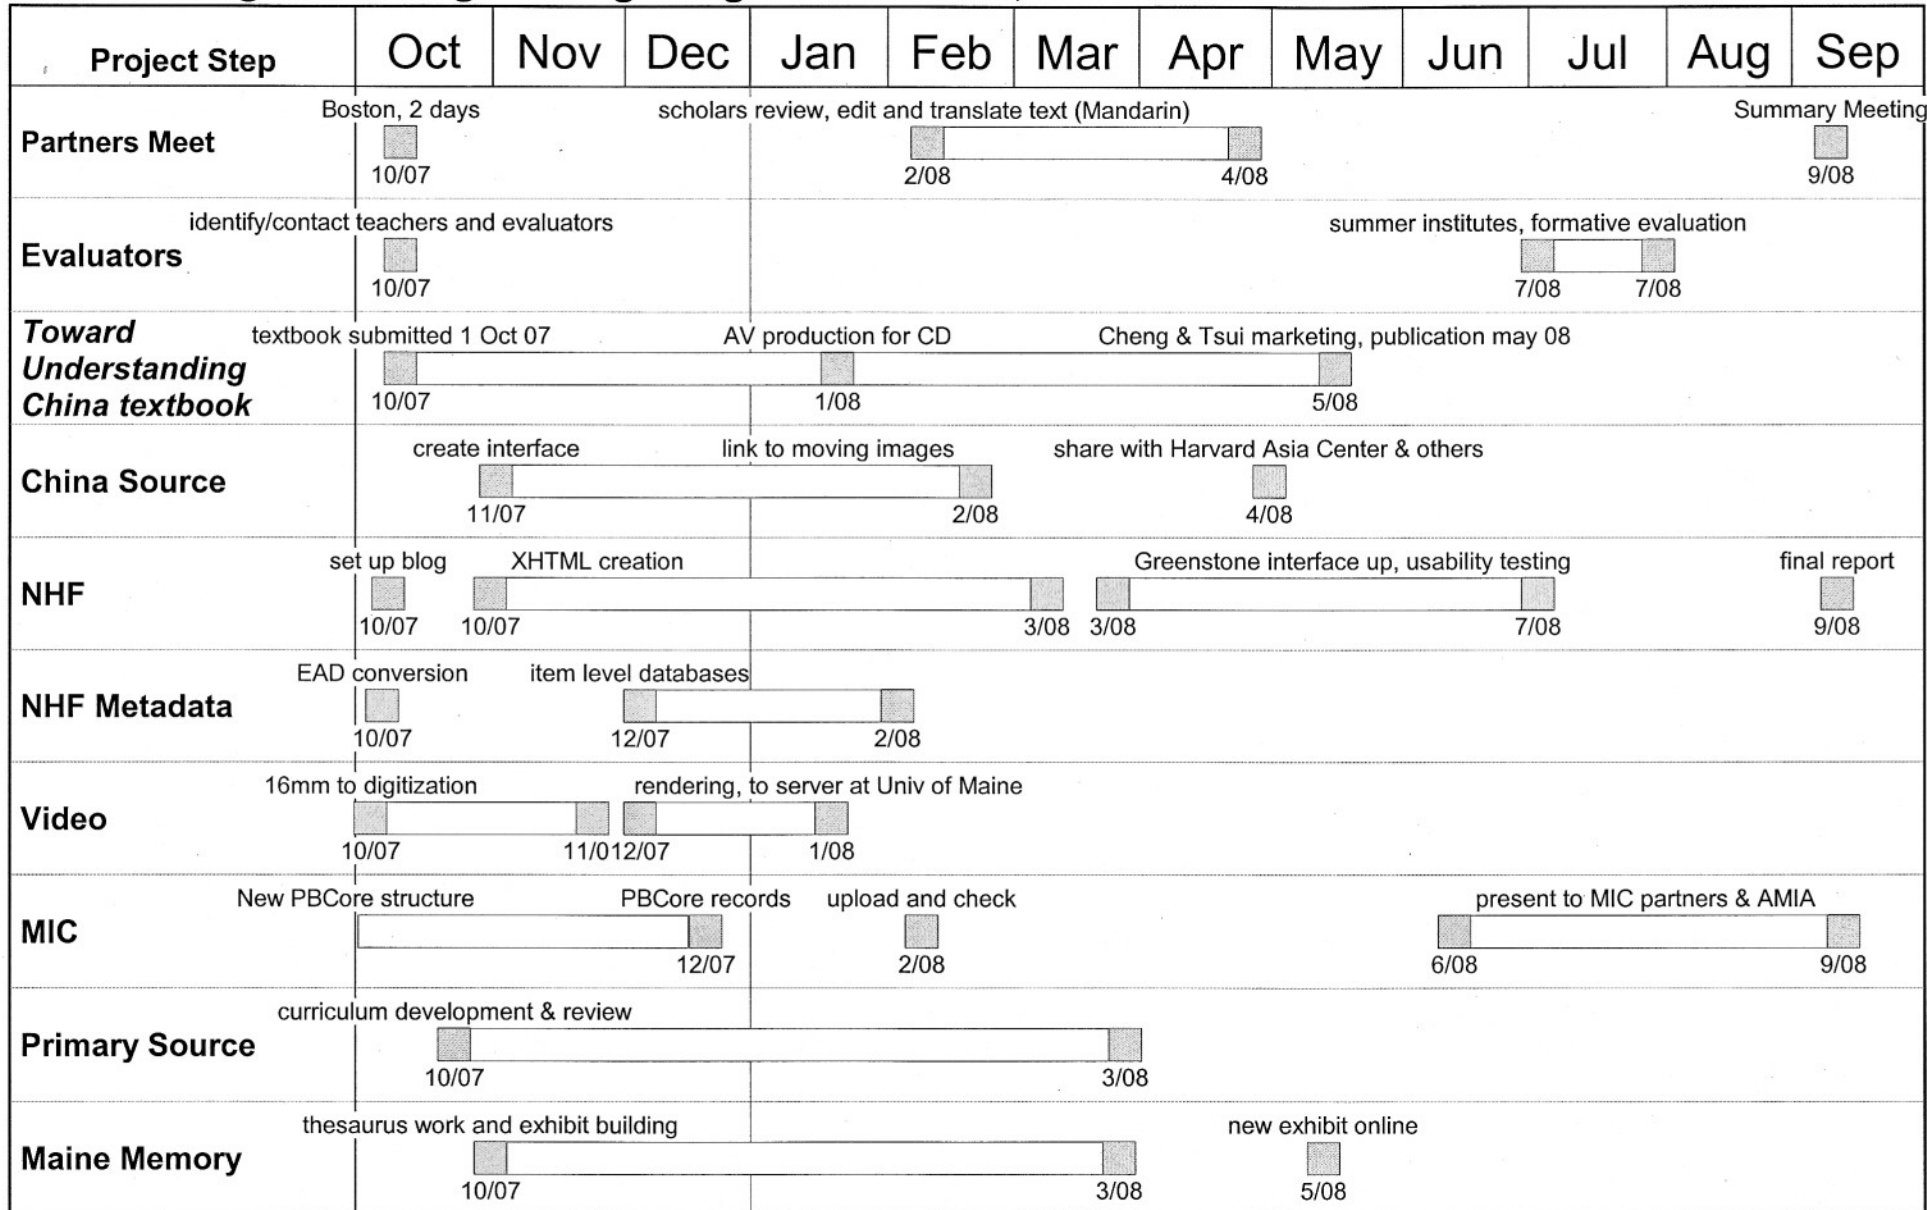 Project Step Oct Nov Dec Jan Feb Mar Apr May Jun Jul Aug Sep
Boston, 2 days scholars review, edit and translate text (Mandarin) Summary Meeting
Partners Meet
10/07 2/08 4/08 9/08
identify/contact teachers and evaluators summer institutes, formative evaluation
Evaluators
10/07 7/08 7/08
Toward
textbook submitted 1 Oct 07 AV production for CD Cheng & Tsui marketing, publication may 08
Understanding
China textbook
10/07 1/08 5/08
create interface link to moving images share with Harvard Asia Center & others
China Source
11/07 2/08 4/08
set up blog XHTML creation Greenstone interface up, usability testing final report
NHF
10/07 10/07 3/08 3/08 7/08 9/08
EAD conversion item level databases
NHF Metadata
10/07 12/07 2/08
16mm to digitization rendering, to server at Univ of Maine
Video
10/07 11/012/07 1/08
New PBCore structure PBCore records upload and check present to MIC partners & AMIA
MIC
12/07 2/08 6/08 9/08
curriculum development & review
Primary Source
10/07 3/08
thesaurus work and exhibit building new exhibit online
Maine Memory
10/07 3/08 5/08